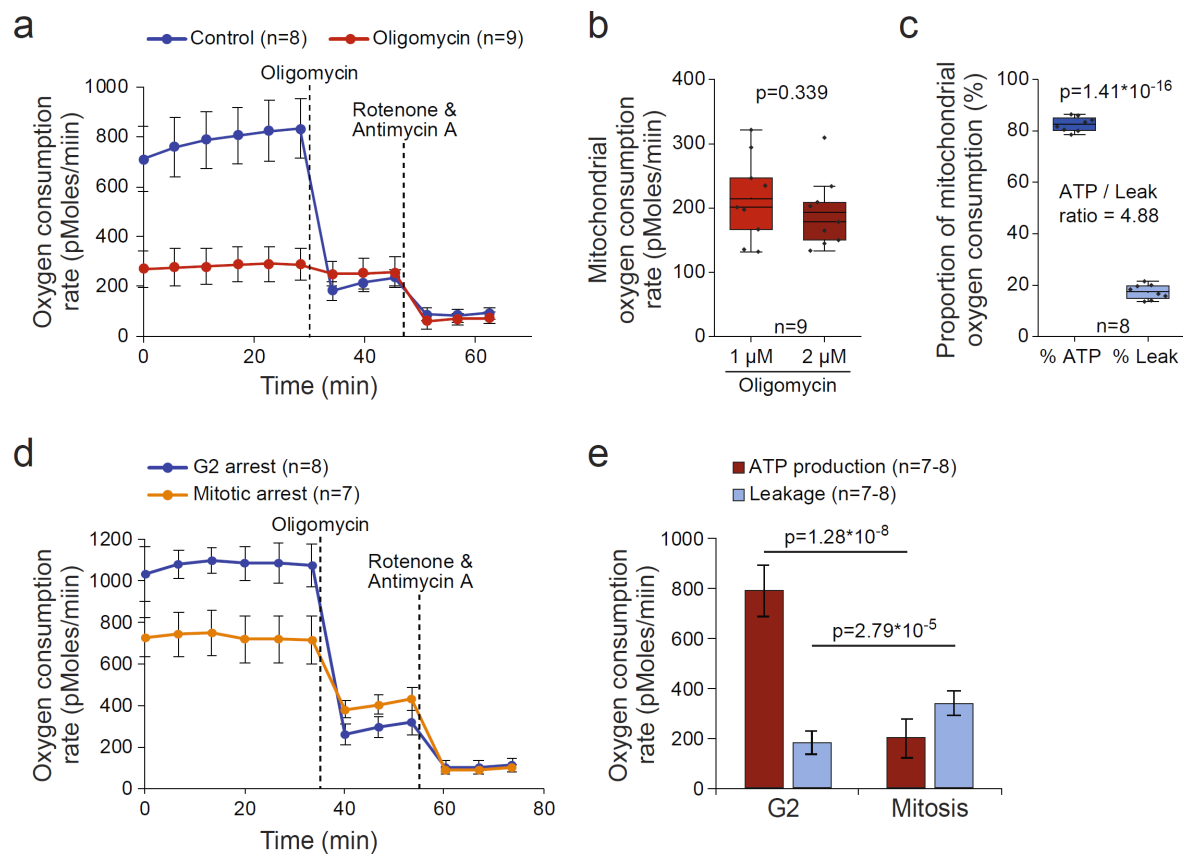 a
Control (n=8)
Oligomycin (n=9)
Oligomycin
Rotenone &
Antimycin A
Oxygen consumption
rate (pMoles/miin)
1000
800
600
400
200
0
0
20
40
60
Time (min)
b
Mitochondrial
oxygen consumption
rate (pMoles/miin)
400
300
200
100
0
p=0.339
n=9
1 µM
2 µM
Oligomycin
c
Proportion of mitochondrial
oxygen consumption (%)
100
80
60
40
20
0
p=1.41*10-16
ATP / Leak
ratio = 4.88
n=8
% ATP
% Leak
d
G2 arrest (n=8)
Mitotic arrest (n=7)
Oligomycin
Rotenone &
Antimycin A
Oxygen consumption
rate (pMoles/miin)
1200
1000
800
600
400
200
0
0
20
40
60
80
Time (min)
e
ATP production (n=7-8)
Leakage (n=7-8)
Oxygen consumption
rate (pMoles/miin)
1000
800
600
400
200
0
p=1.28*10-8
p=2.79*10-5
G2
Mitosis